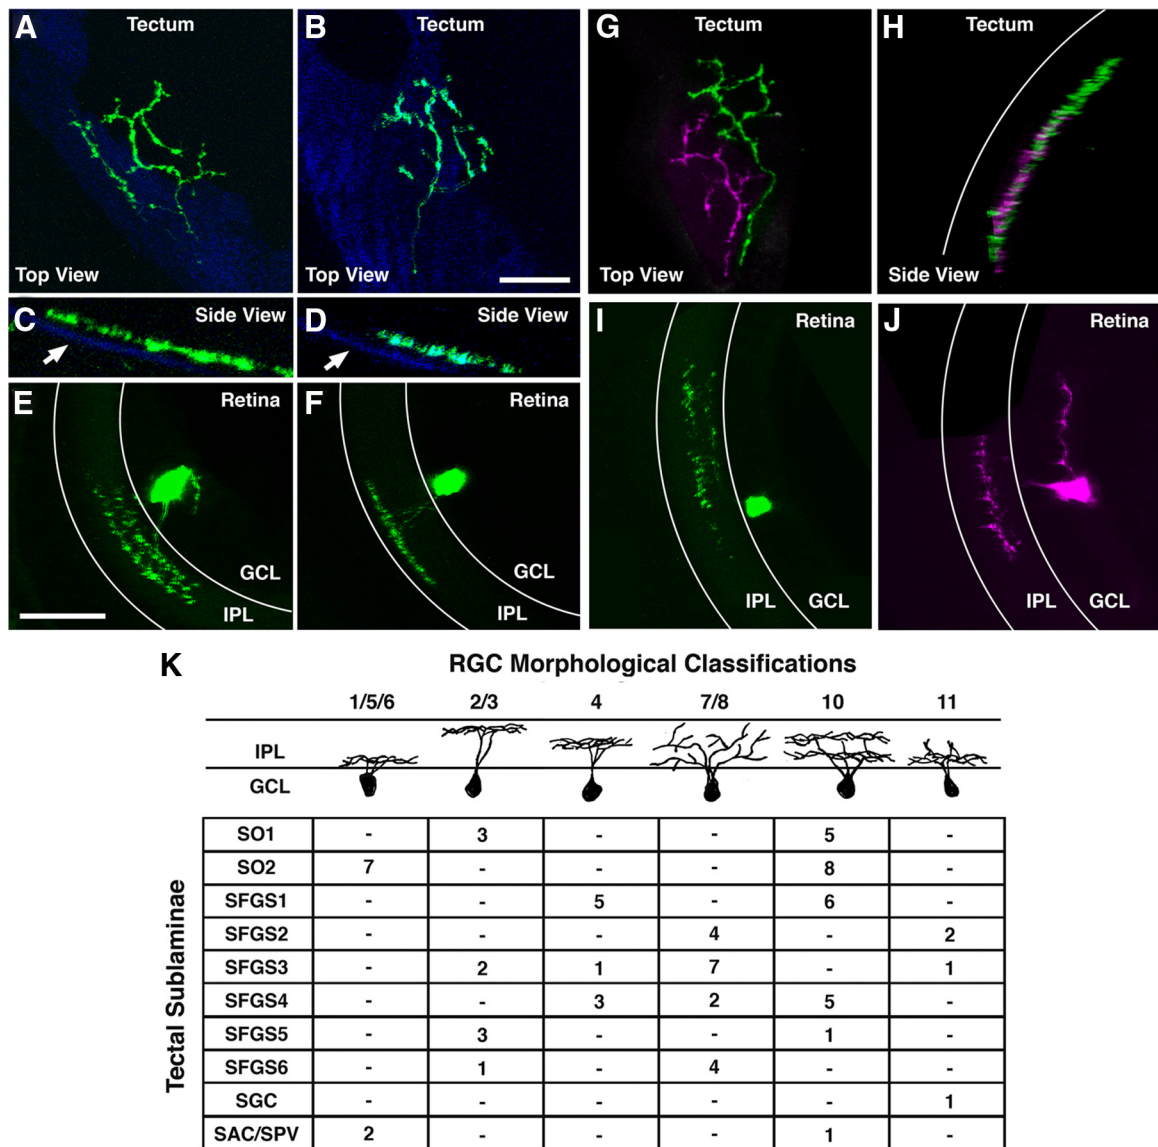 A Tectum
Top View
B Tectum
Top View
G Tectum
Top View
H Tectum
Side View
C Side View
D Side View
E Retina
GCL
IPL
F Retina
GCL
IPL
I Retina
IPL GCL
J Retina
IPL GCL
K RGC Morphological Classifications
1/5/6 2/3 4 7/8 10 11
IPL
GCL
Tectal Sublaminae
SO1 - 3 - - 5 -
SO2 7 - - - 8 -
SFGS1 - - 5 - 6 -
SFGS2 - - - 4 - 2
SFGS3 - 2 1 7 - 1
SFGS4 - - 3 2 5 -
SFGS5 - 3 - - 1 -
SFGS6 - 1 - 4 - -
SGC - - - - - 1
SAC/SPV 2 - - - 1 -